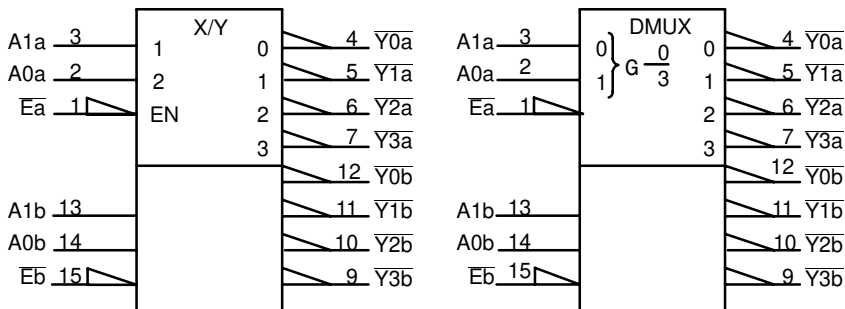 X/Y
A1a 3 1 0 4 Y0a
A0a 2 2 1 5 Y1a
Ea 1 EN 2 6 Y2a
3 7 Y3a
12 Y0b
A1b 13 11 Y1b
A0b 14 10 Y2b
Eb 15 9 Y3b
DMUX
A1a 3 0 } G 0/3 0 4 Y0a
A0a 2 1 1 5 Y1a
Ea 1 2 6 Y2a
3 7 Y3a
12 Y0b
A1b 13 11 Y1b
A0b 14 10 Y2b
Eb 15 9 Y3b